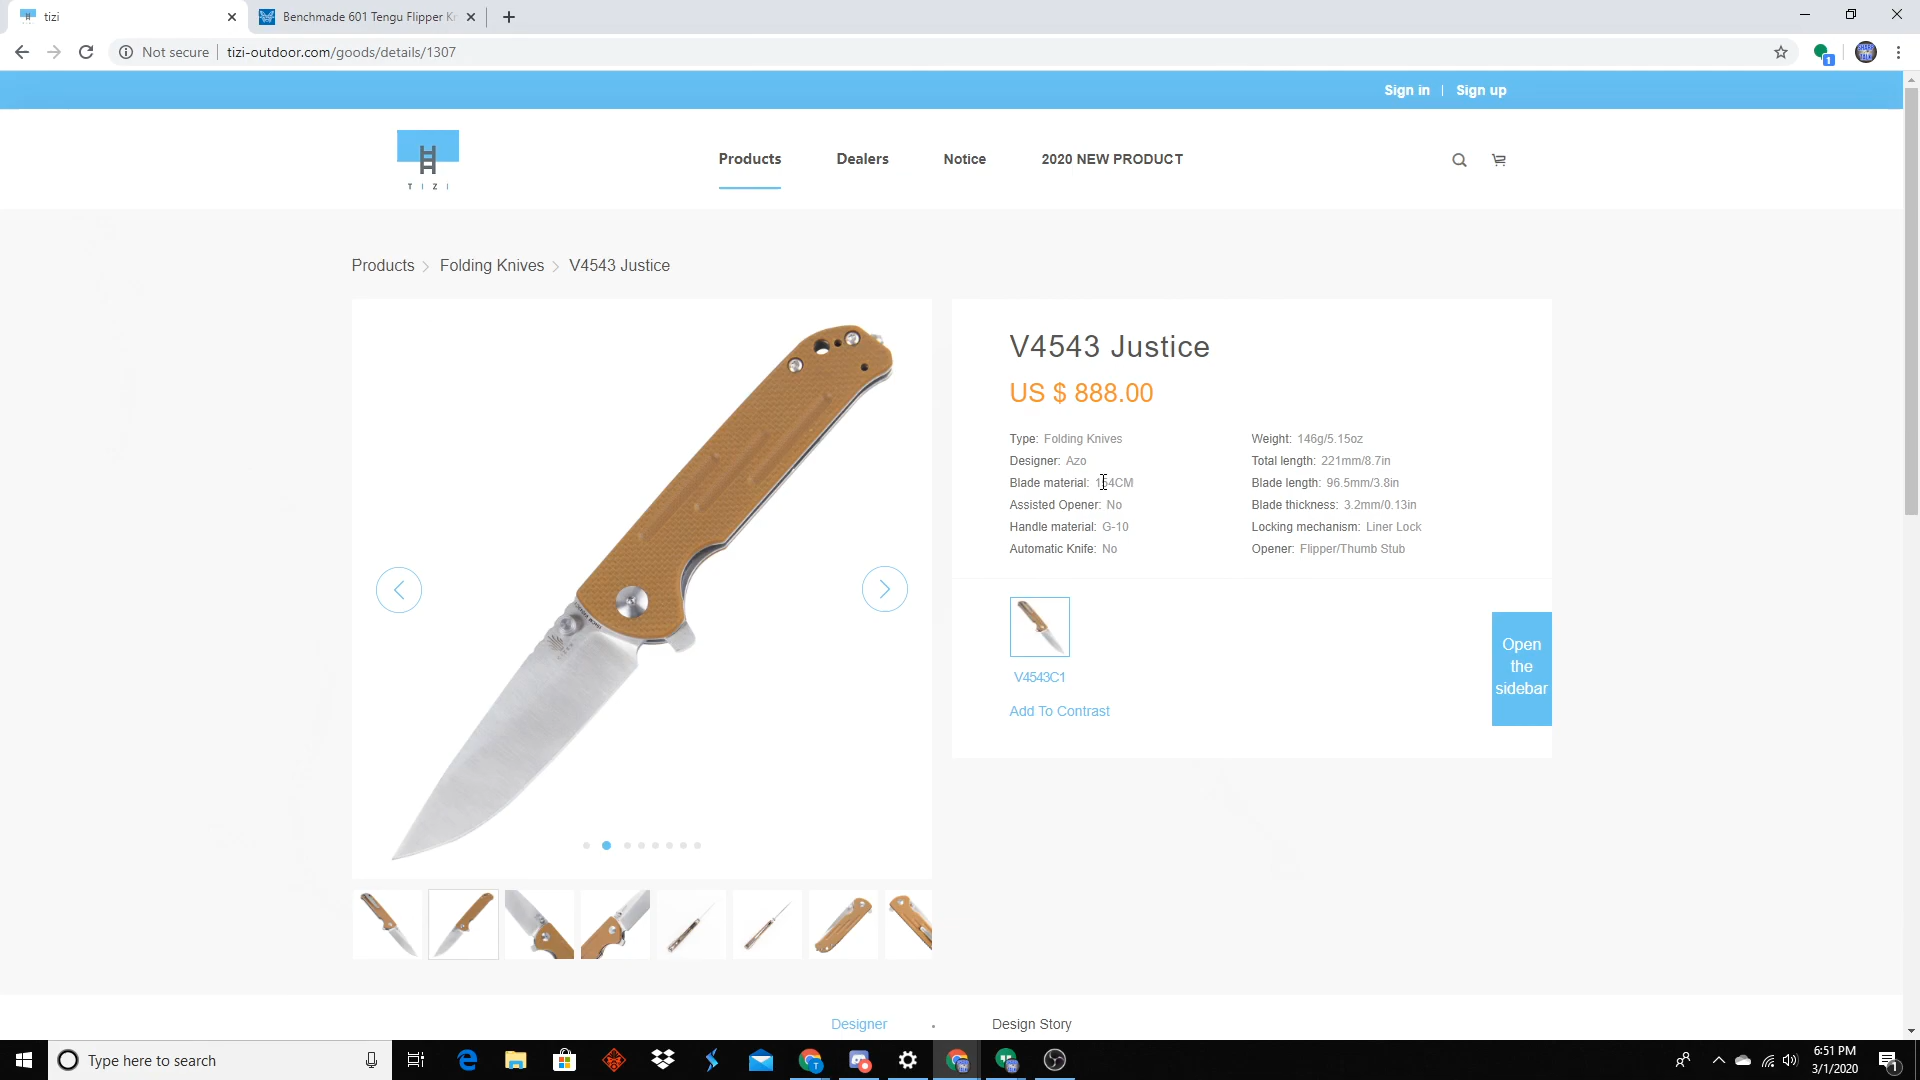 tizi
Benchmade 601 Tengu Flipper Kn
Not secure
tizi-outdoor.com/goods/details/1307
1
Sign in | Sign up
TIZI
Products
Dealers
Notice
2020 NEW PRODUCT
Products > Folding Knives > V4543 Justice
V4543 Justice
US $ 888.00
Type: Folding Knives
Weight: 146g/5.15oz
Designer: Azo
Total length: 221mm/8.7in
Blade material: 154CM
Blade length: 96.5mm/3.8in
Assisted Opener: No
Blade thickness: 3.2mm/0.13in
Handle material: G-10
Locking mechanism: Liner Lock
Automatic Knife: No
Opener: Flipper/Thumb Stub
V4543C1
Add To Contrast
Open
the
sidebar
Designer
Design Story
Type here to search
6:51 PM
3/1/2020
1